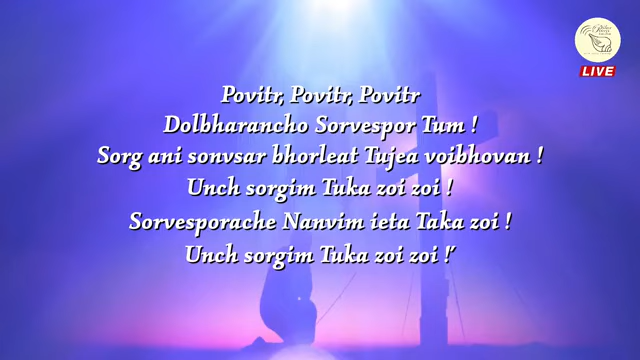 Povitr, Povitr, Povitr
Dolbharancho Sorvespor Tum !
Sorg ani sonvsar bhorleat Tujea voibhovan !
Unch sorgim Tuka zoi zoi !
Sorvesporache Nanvim ieta Taka zoi !
Unch sorgim Tuka zoi zoi !´
LIVE